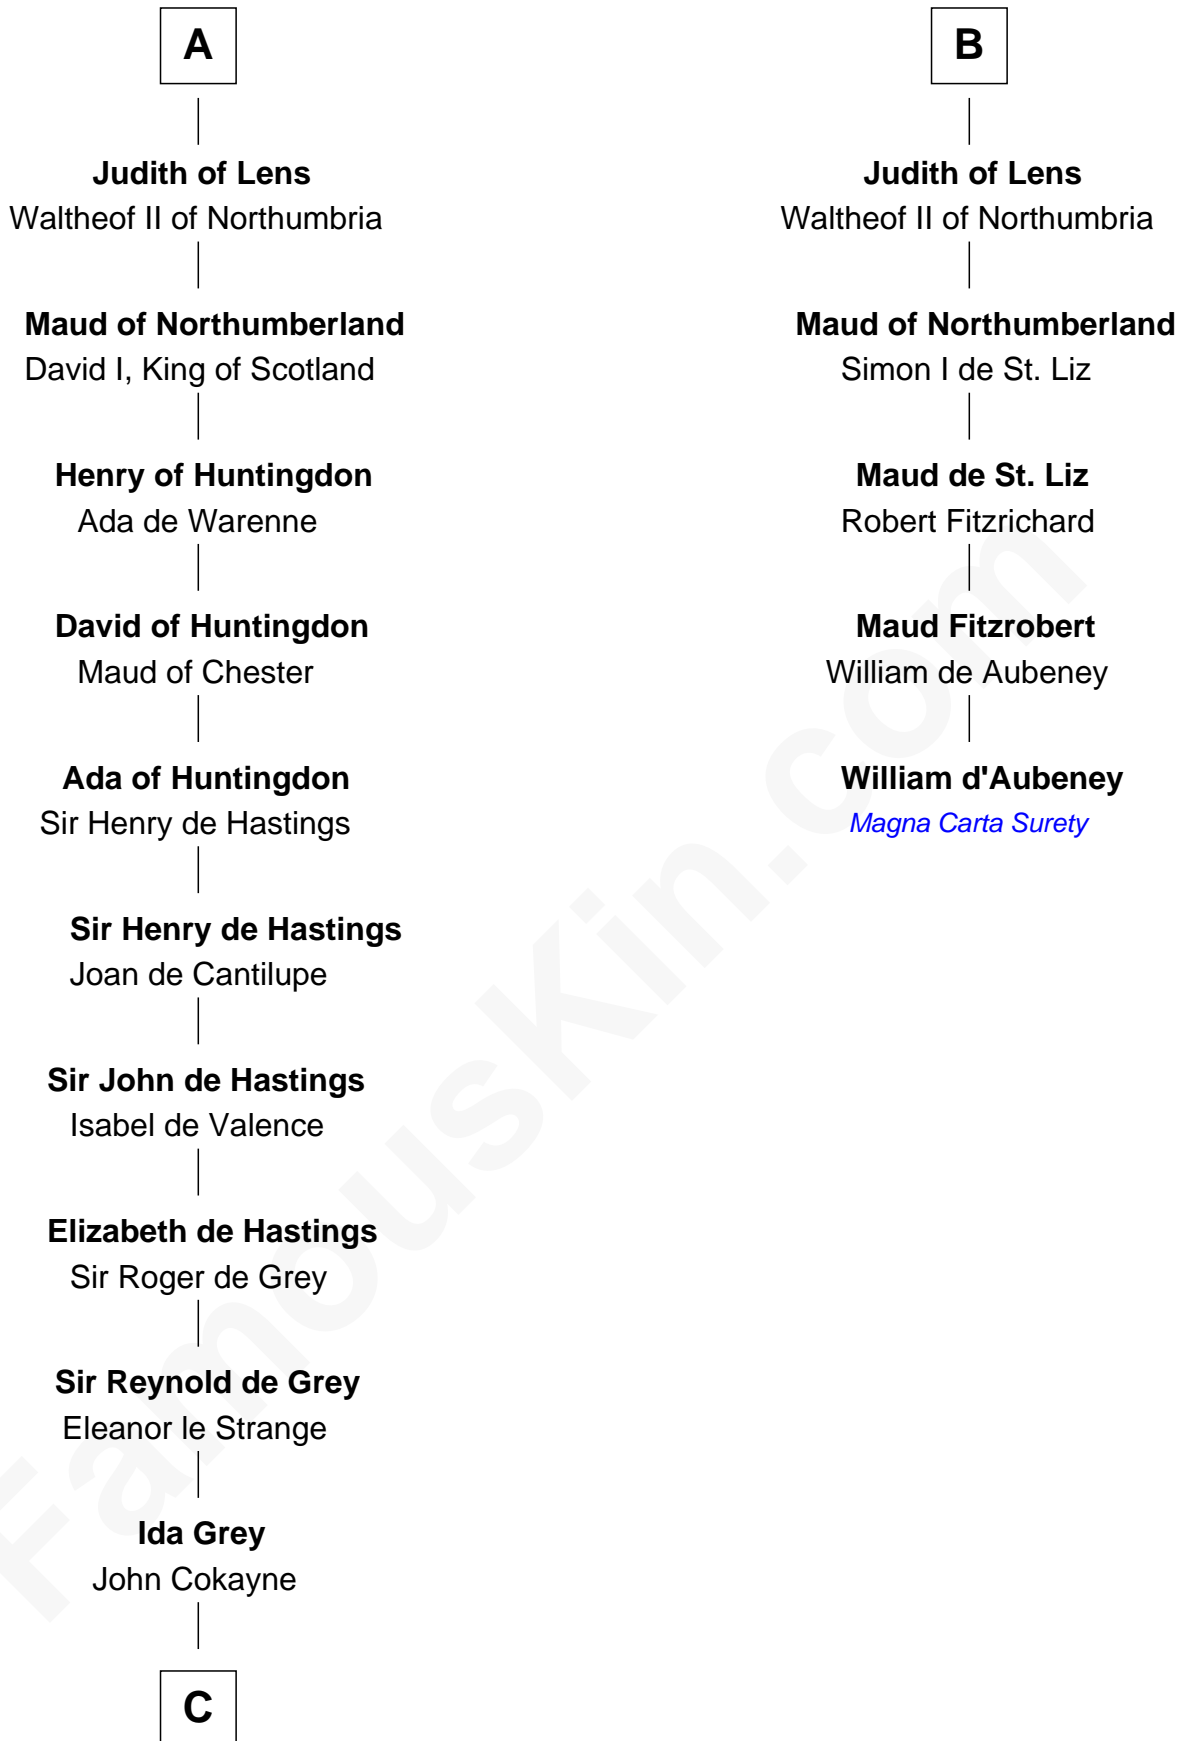 A
Judith of Lens
Waltheof II of Northumbria
Maud of Northumberland
David I, King of Scotland
Henry of Huntingdon
Ada de Warenne
David of Huntingdon
Maud of Chester
Ada of Huntingdon
Sir Henry de Hastings
Sir Henry de Hastings
Joan de Cantilupe
Sir John de Hastings
Isabel de Valence
Elizabeth de Hastings
Sir Roger de Grey
Sir Reynold de Grey
Eleanor le Strange
Ida Grey
John Cokayne
C
B
Judith of Lens
Waltheof II of Northumbria
Maud of Northumberland
Simon I de St. Liz
Maud de St. Liz
Robert Fitzrichard
Maud Fitzrobert
William de Aubeney
William d'Aubeney
Magna Carta Surety
FamousKin.com